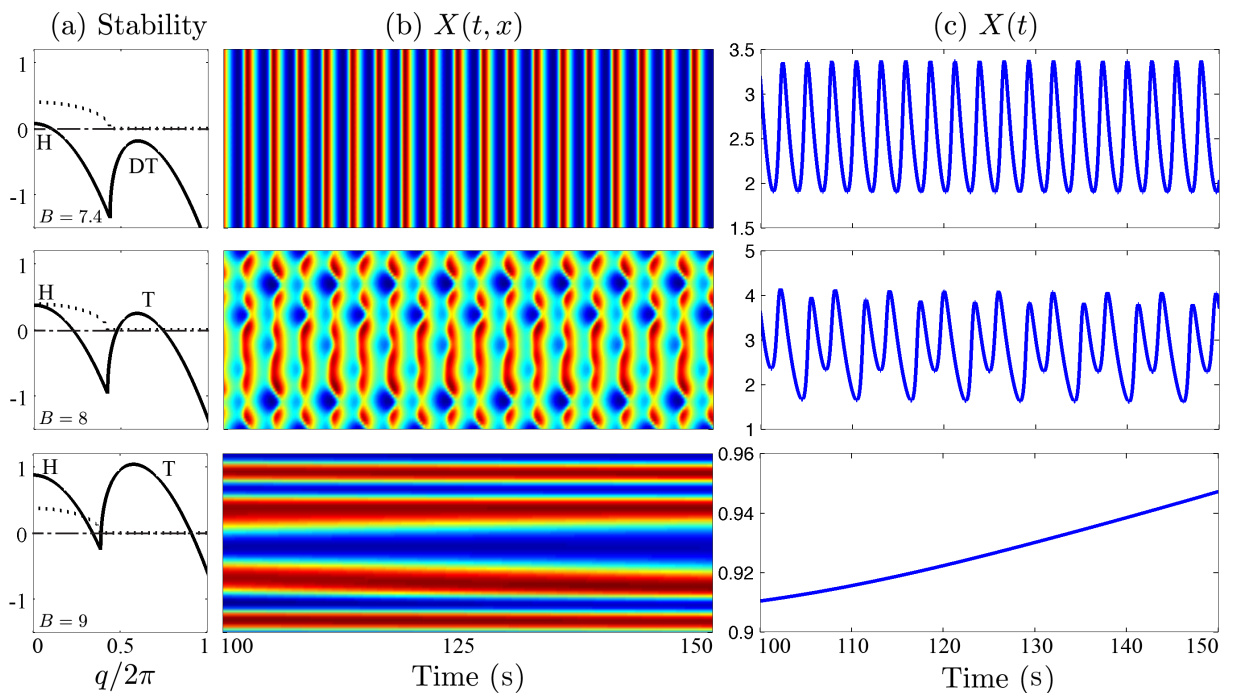 (a) Stability (b) X(t, x) (c) X(t)
1
0
-1
H
DT
B = 7.4
3.5
3
2.5
2
1.5
1
0
-1
H
T
B = 8
5
4
3
2
1
1
0
-1
H
T
B = 9
0.96
0.94
0.92
0.9
0 0.5 1
100 125 150
100 110 120 130 140 150
q/2π
Time (s)
Time (s)